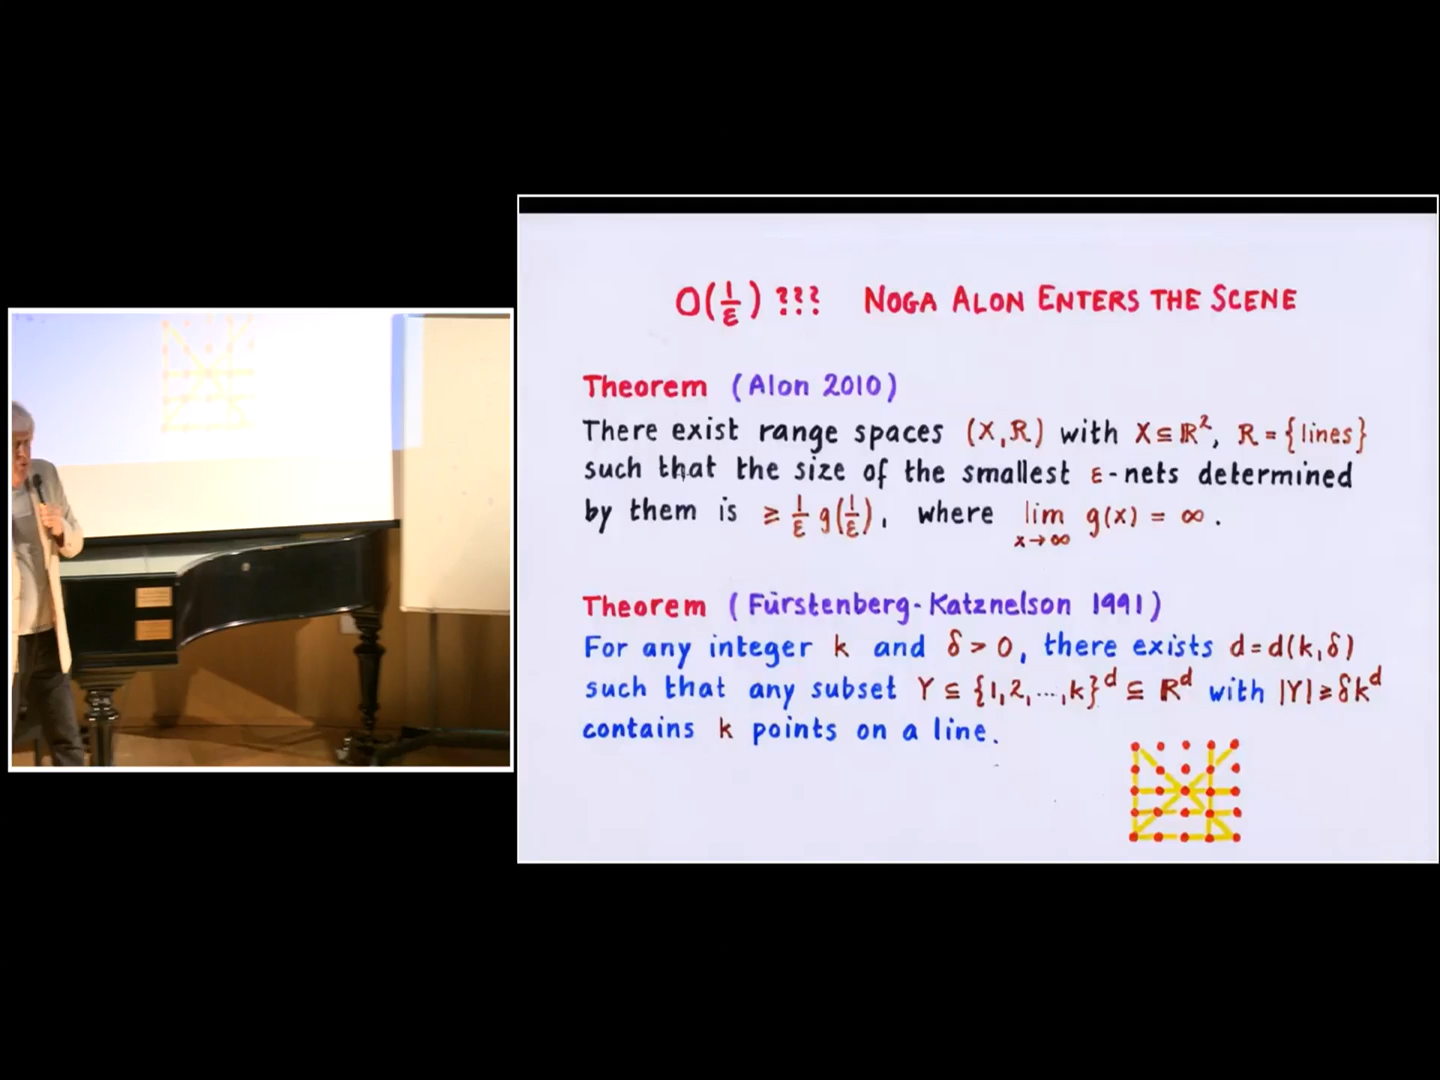 O(1/ε) ??? NOGA ALON ENTERS THE SCENE
Theorem (Alon 2010)
There exist range spaces (X,R) with X⊆R², R={lines}
such that the size of the smallest ε-nets determined
by them is ≥ 1/ε g(1/ε), where lim x→∞ g(x) = ∞.
Theorem (Fürstenberg-Katznelson 1991)
For any integer k and δ>0, there exists d=d(k,δ)
such that any subset Y⊆{1,2,...,k}ᵈ⊆Rᵈ with |Y|≥δkᵈ
contains k points on a line.